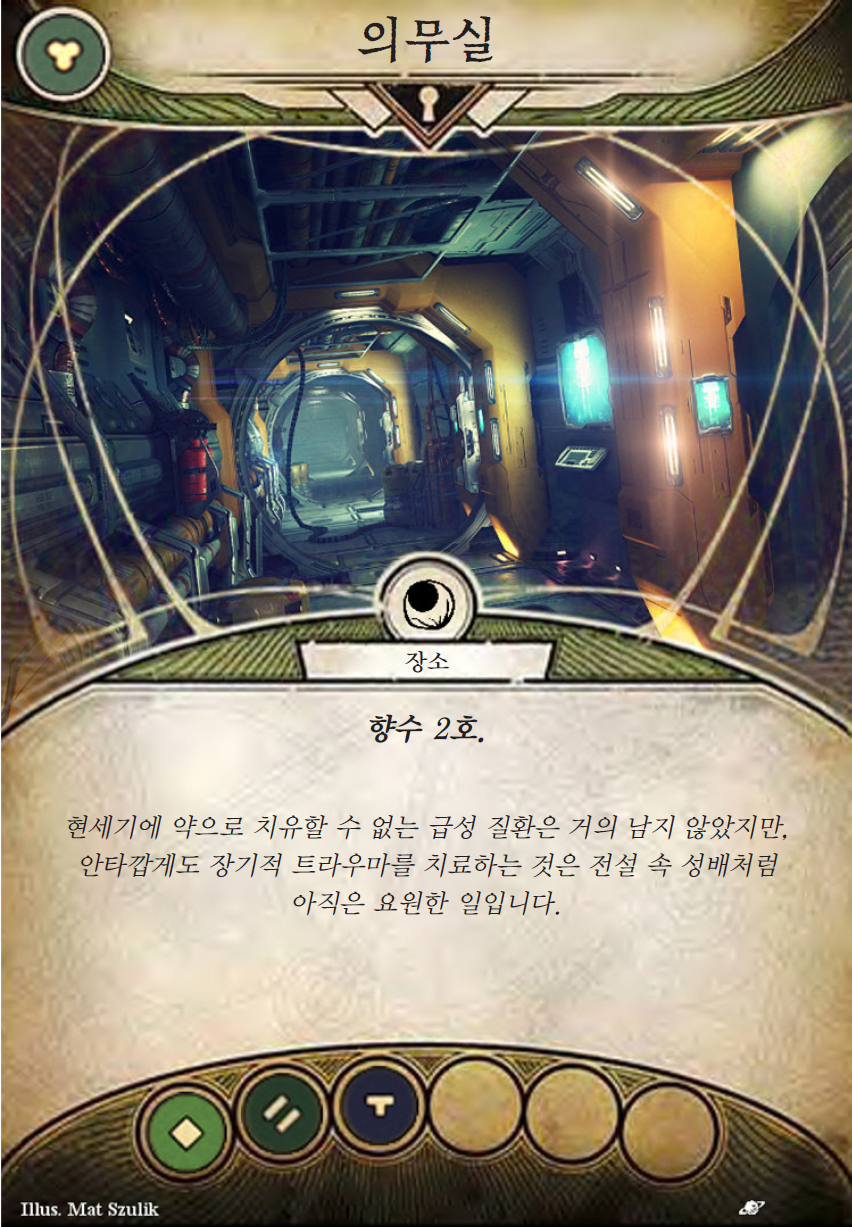 의무실
장소
향수 2호.
현세기에 약으로 치유할 수 없는 급성 질환은 거의 남지 않았지만,
안타깝게도 장기적 트라우마를 치료하는 것은 전설 속 성배처럼
아직은 요원한 일입니다.
Illus. Mat Szulik